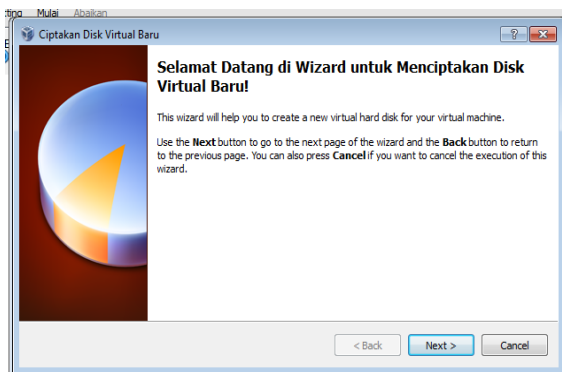 Mulai Abaikan
Ciptakan Disk Virtual Baru
Selamat Datang di Wizard untuk Menciptakan Disk
Virtual Baru!
This wizard will help you to create a new virtual hard disk for your virtual machine.
Use the Next button to go to the next page of the wizard and the Back button to return
to the previous page. You can also press Cancel if you want to cancel the execution of this
wizard.
< Back Next > Cancel